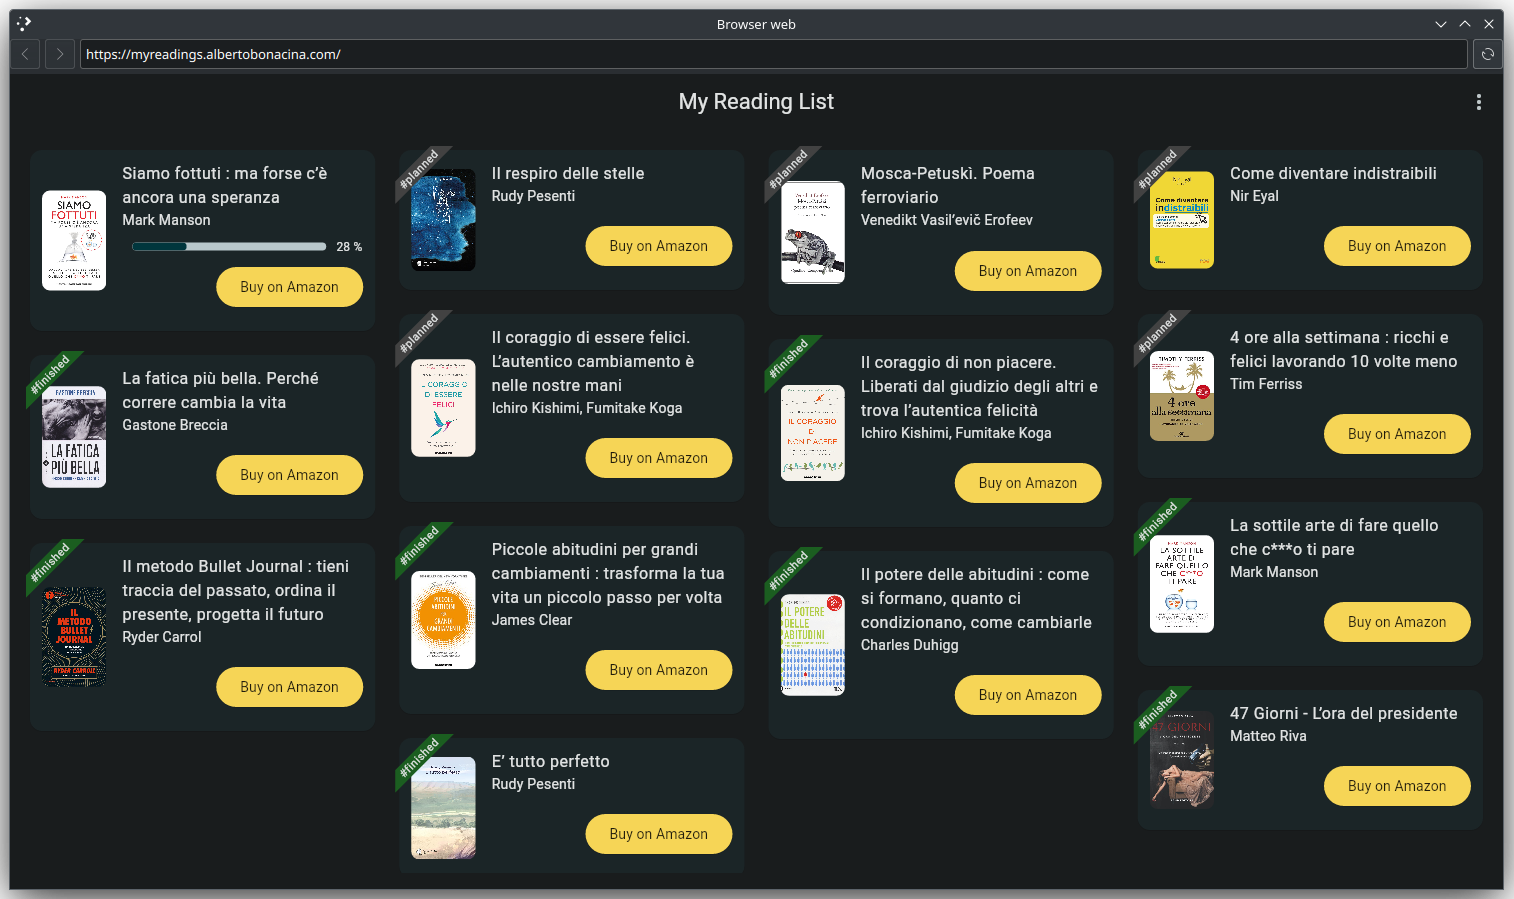 Browser web
https://myreadings.albertobonacina.com/
My Reading List
Siamo fottuti : ma forse c’è
ancora una speranza
Mark Manson
28 %
Buy on Amazon
SIAMO
FOTTUTI
#planned
Il respiro delle stelle
Rudy Pesenti
Buy on Amazon
#planned
Mosca-Petuskì. Poema
ferroviario
Venedikt Vasil’evič Erofeev
Buy on Amazon
#planned
Come diventare indistraibili
Nir Eyal
Buy on Amazon
Come diventare
indistraibili
#finished
La fatica più bella. Perché
correre cambia la vita
Gastone Breccia
Buy on Amazon
GASTONE BRECCIA
LA FATICA
PIÙ BELLA
#planned
Il coraggio di essere felici.
L’autentico cambiamento è
nelle nostre mani
Ichiro Kishimi, Fumitake Koga
Buy on Amazon
IL CORAGGIO
DI ESSERE
FELICI
#finished
Il coraggio di non piacere.
Liberati dal giudizio degli altri e
trova l’autentica felicità
Ichiro Kishimi, Fumitake Koga
Buy on Amazon
IL CORAGGIO
DI
NON PIACERE
#planned
4 ore alla settimana : ricchi e
felici lavorando 10 volte meno
Tim Ferriss
Buy on Amazon
TIMOTHY FERRISS
4 ore
alla settimana
#finished
Il metodo Bullet Journal : tieni
traccia del passato, ordina il
presente, progetta il futuro
Ryder Carrol
Buy on Amazon
IL
METODO
BULLET
JOURNAL
RYDER CARROLL
#finished
Piccole abitudini per grandi
cambiamenti : trasforma la tua
vita un piccolo passo per volta
James Clear
Buy on Amazon
PICCOLE
ABITUDINI
GRANDI
CAMBIAMENTI
#finished
Il potere delle abitudini : come
si formano, quanto ci
condizionano, come cambiarle
Charles Duhigg
Buy on Amazon
IL POTERE
DELLE
ABITUDINI
#finished
La sottile arte di fare quello
che c***o ti pare
Mark Manson
Buy on Amazon
LA SOTTILE
ARTE DI
FARE QUELLO
CHE C*??O
TI PARE
#finished
E’ tutto perfetto
Rudy Pesenti
Buy on Amazon
#finished
47 Giorni - L’ora del presidente
Matteo Riva
Buy on Amazon
47 GIORNI